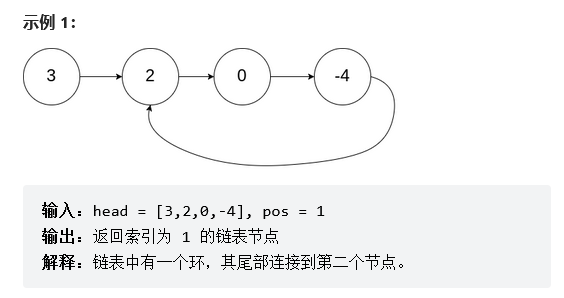 示例 1：
3 2 0 -4
输入：head = [3,2,0,-4], pos = 1
输出：返回索引为 1 的链表节点
解释：链表中有一个环，其尾部连接到第二个节点。